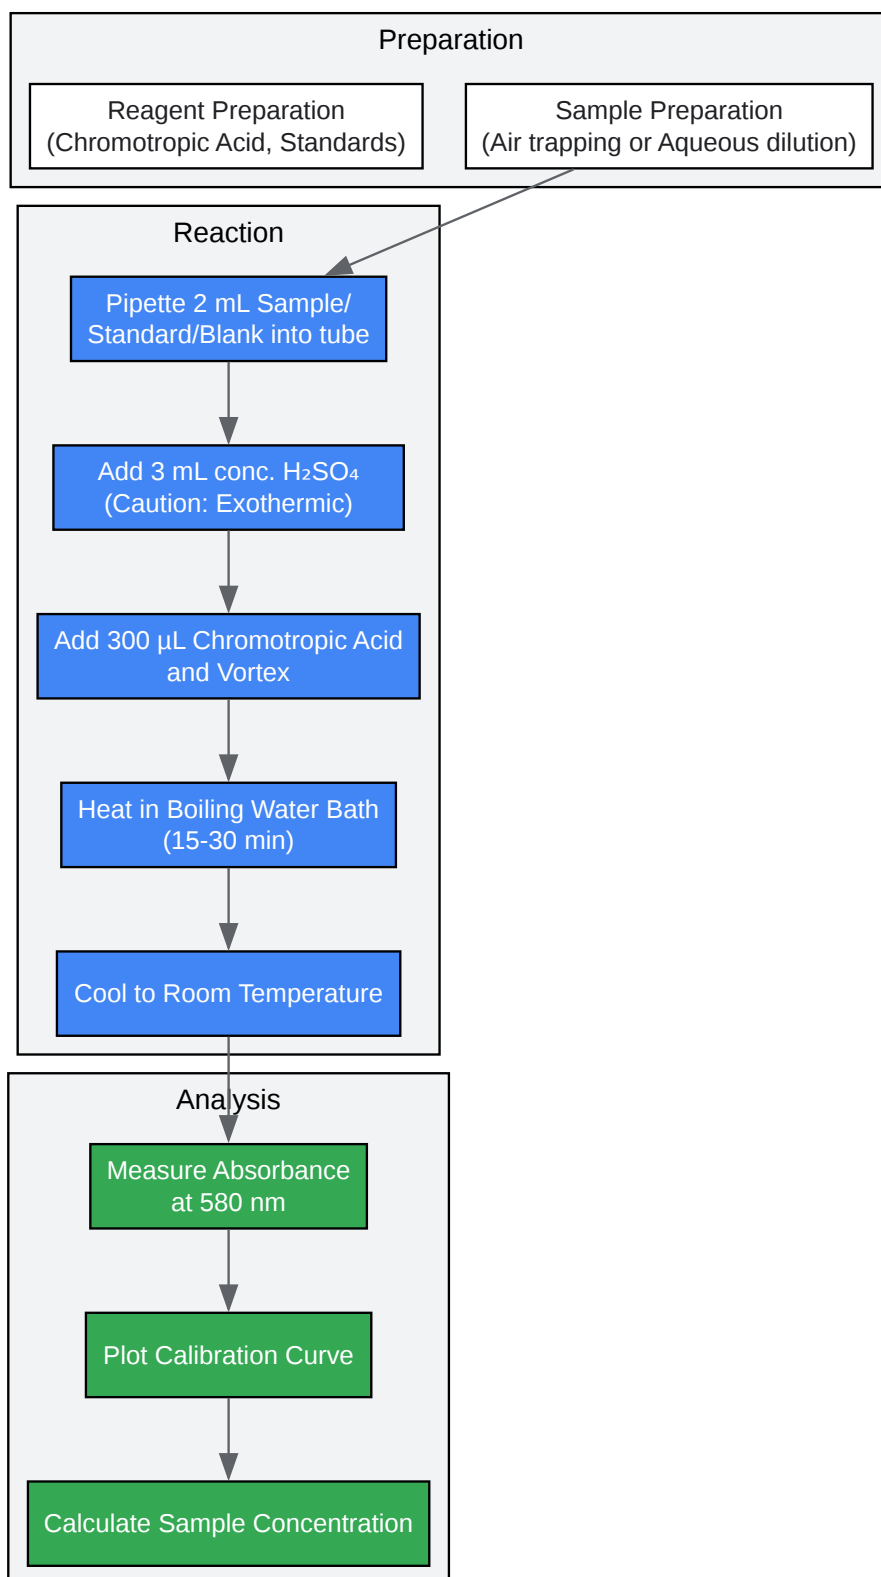 Preparation
Reagent Preparation
(Chromotropic Acid, Standards)
Sample Preparation
(Air trapping or Aqueous dilution)
Reaction
Pipette 2 mL Sample/
Standard/Blank into tube
Add 3 mL conc. H₂SO₄
(Caution: Exothermic)
Add 300 µL Chromotropic Acid
and Vortex
Heat in Boiling Water Bath
(15-30 min)
Cool to Room Temperature
Analysis
Measure Absorbance
at 580 nm
Plot Calibration Curve
Calculate Sample Concentration